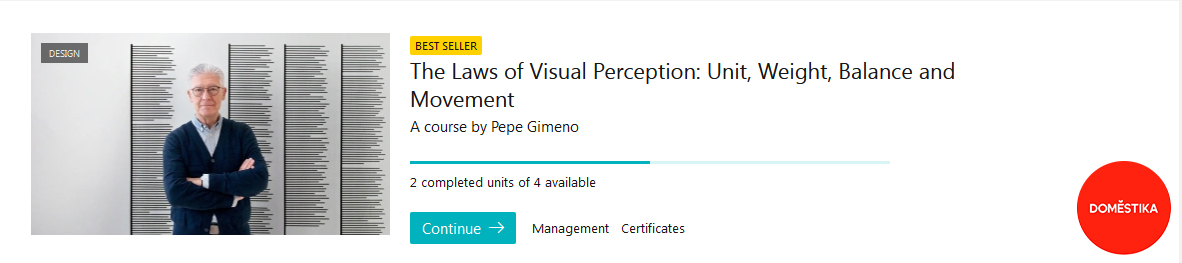 DESIGN
BEST SELLER
The Laws of Visual Perception: Unit, Weight, Balance and
Movement
A course by Pepe Gimeno
2 completed units of 4 available
Continue → Management Certificates
DOMĚSTIKA